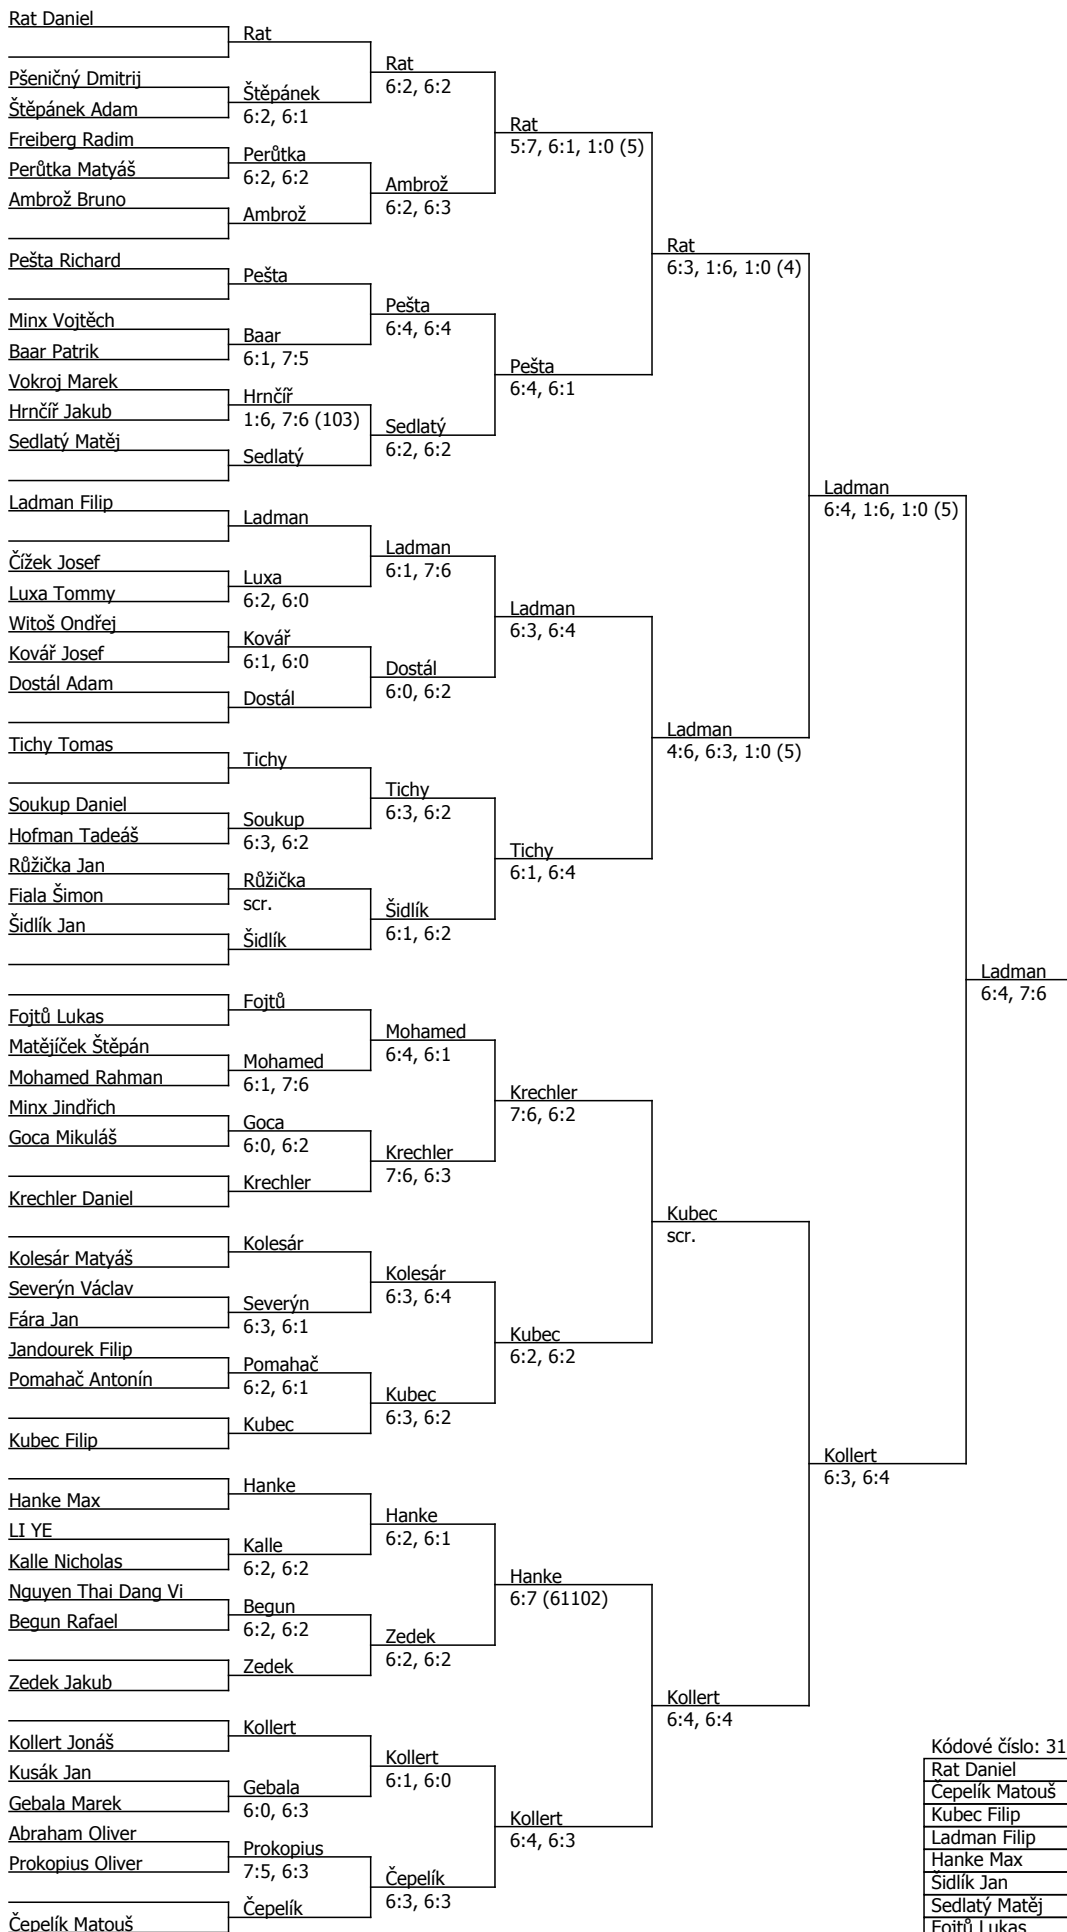 Rat Daniel
Rat
Rat
6:2, 6:2
Pšeničný Dmitrij
Štěpánek
6:2, 6:1
Štěpánek Adam
Rat
5:7, 6:1, 1:0 (5)
Freiberg Radim
Perůtka
6:2, 6:2
Perůtka Matyáš
Ambrož
6:2, 6:3
Ambrož Bruno
Ambrož
Rat
6:3, 1:6, 1:0 (4)
Pešta Richard
Pešta
Pešta
6:4, 6:4
Minx Vojtěch
Baar
6:1, 7:5
Baar Patrik
Pešta
6:4, 6:1
Vokroj Marek
Hrnčíř
1:6, 7:6 (103)
Hrnčíř Jakub
Sedlatý
6:2, 6:2
Sedlatý Matěj
Sedlatý
Ladman
6:4, 1:6, 1:0 (5)
Ladman Filip
Ladman
Ladman
6:1, 7:6
Čížek Josef
Luxa
6:2, 6:0
Luxa Tommy
Ladman
6:3, 6:4
Witoš Ondřej
Kovář
6:1, 6:0
Kovář Josef
Dostál
6:0, 6:2
Dostál Adam
Dostál
Ladman
4:6, 6:3, 1:0 (5)
Tichy Tomas
Tichy
Tichy
6:3, 6:2
Soukup Daniel
Soukup
6:3, 6:2
Hofman Tadeáš
Tichy
6:1, 6:4
Růžička Jan
Růžička
scr.
Fiala Šimon
Šidlík
6:1, 6:2
Šidlík Jan
Šidlík
Ladman
6:4, 7:6
Fojtů
Fojtů Lukas
Mohamed
6:4, 6:1
Matějíček Štěpán
Mohamed
6:1, 7:6
Mohamed Rahman
Krechler
7:6, 6:2
Minx Jindřich
Goca
6:0, 6:2
Goca Mikuláš
Krechler
7:6, 6:3
Krechler
Krechler Daniel
Kubec
scr.
Kolesár
Kolesár Matyáš
Kolesár
6:3, 6:4
Severýn Václav
Severýn
6:3, 6:1
Fára Jan
Kubec
6:2, 6:2
Jandourek Filip
Pomahač
6:2, 6:1
Pomahač Antonín
Kubec
6:3, 6:2
Kubec
Kubec Filip
Kollert
6:3, 6:4
Hanke
Hanke Max
Hanke
6:2, 6:1
LI YE
Kalle
6:2, 6:2
Kalle Nicholas
Hanke
6:7 (61102)
Nguyen Thai Dang Vi
Begun
6:2, 6:2
Begun Rafael
Zedek
6:2, 6:2
Zedek
Zedek Jakub
Kollert
6:4, 6:4
Kollert
Kollert Jonáš
Kollert
6:1, 6:0
Kusák Jan
Gebala
6:0, 6:3
Gebala Marek
Kollert
6:4, 6:3
Abraham Oliver
Prokopius
7:5, 6:3
Prokopius Oliver
Čepelík
6:3, 6:3
Čepelík
Čepelík Matouš
Kódové číslo: 31
Rat Daniel
Čepelík Matouš
Kubec Filip
Ladman Filip
Hanke Max
Šidlík Jan
Sedlatý Matěj
Fojtů Lukas